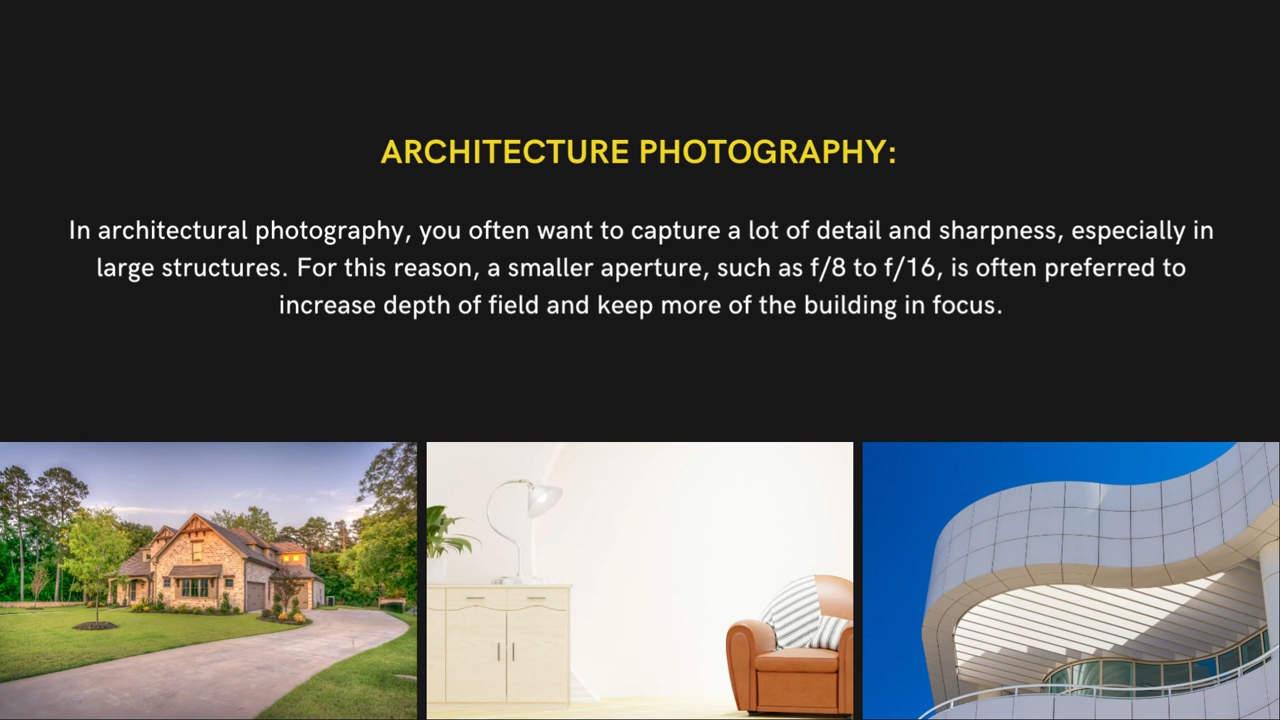 ARCHITECTURE PHOTOGRAPHY:
In architectural photography, you often want to capture a lot of detail and sharpness, especially in
large structures. For this reason, a smaller aperture, such as f/8 to f/16, is often preferred to
increase depth of field and keep more of the building in focus.